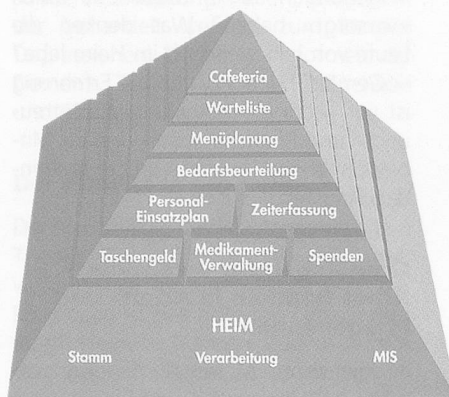 Cafeteria
Warteliste
Menüplanung
Bedarfsbeurteilung
Personal-
Einsatzplan
Zeiterfassung
Taschengeld
Medikament-
Verwaltung
Spenden
HEIM
Stamm Verarbeitung MIS